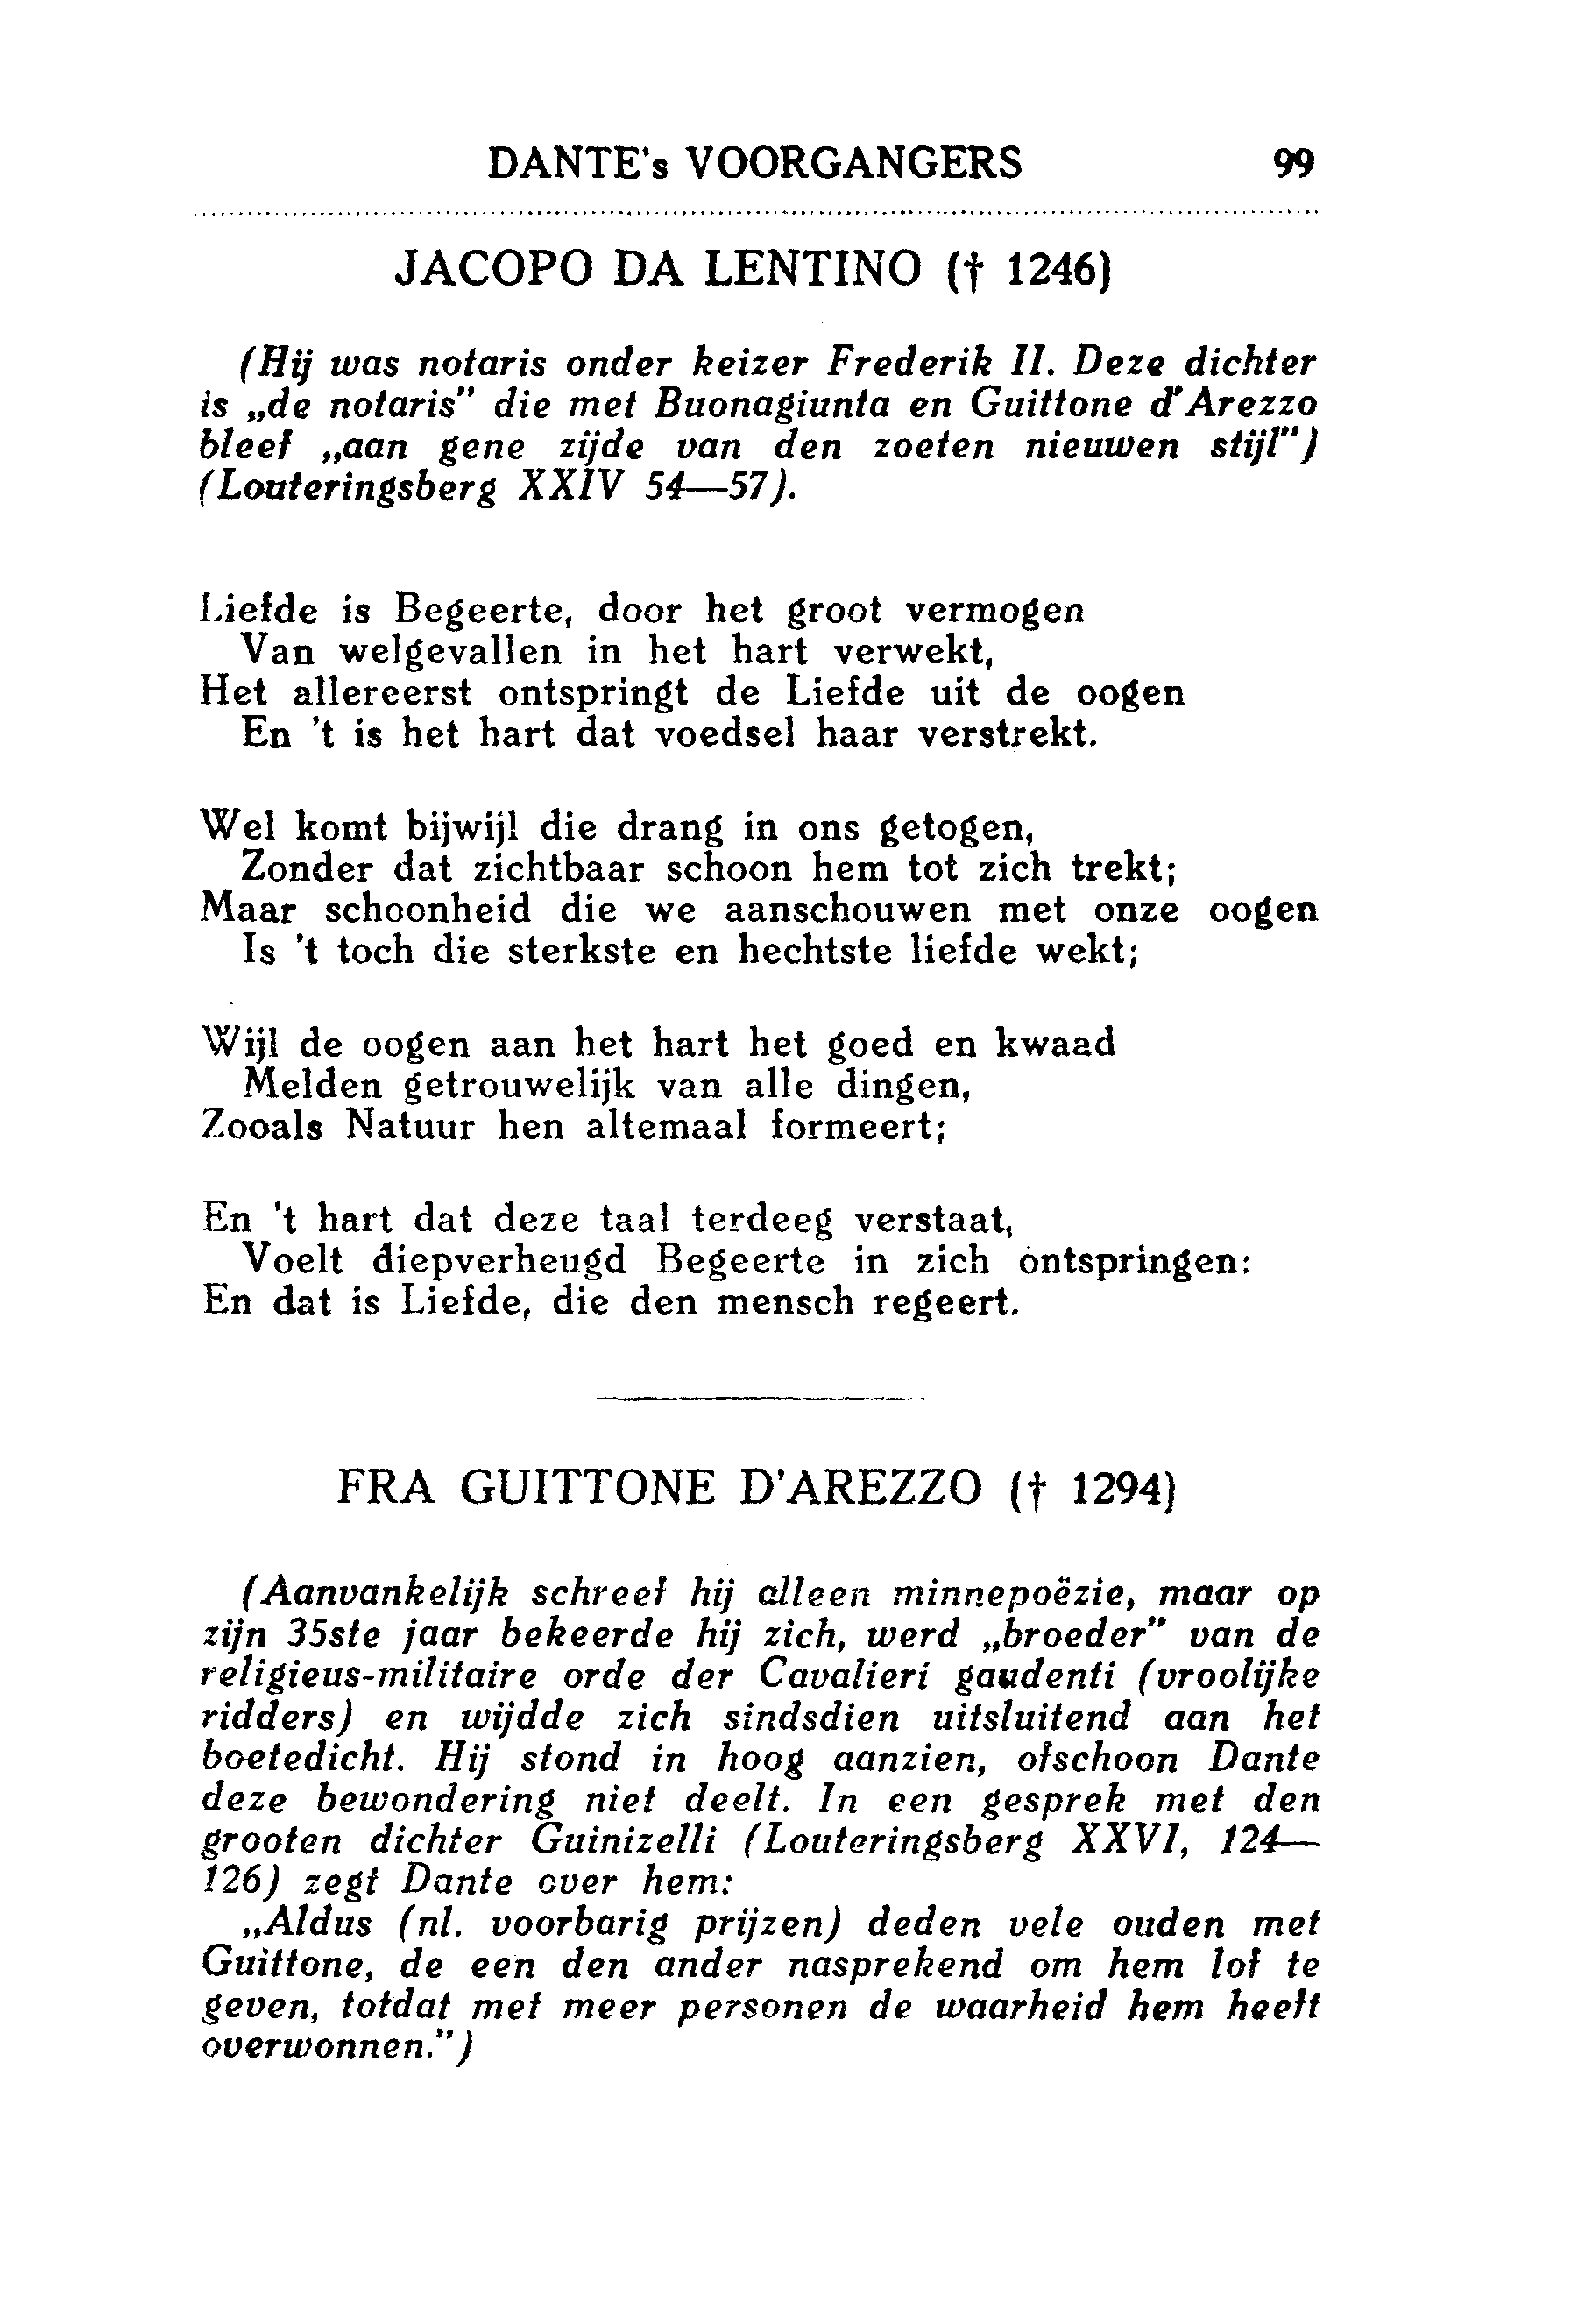 DANTE's VOORGANGERS 99
JACOPO DA LENTINO († 1246)
(Hij was notaris onder keizer Frederik II. Deze dichter
is „de notaris” die met Buonagiunta en Guittone d'Arezzo
bleef „aan gene zijde van den zoeten nieuwen stijl”)
(Louteringsberg XXIV 54—57).
Liefde is Begeerte, door het groot vermogen
Van welgevallen in het hart verwekt,
Het allereerst ontspringt de Liefde uit de oogen
En 't is het hart dat voedsel haar verstrekt.
Wel komt bijwijl die drang in ons getogen,
Zonder dat zichtbaar schoon hem tot zich trekt;
Maar schoonheid die we aanschouwen met onze oogen
Is 't toch die sterkste en hechtste liefde wekt;
Wijl de oogen aan het hart het goed en kwaad
Melden getrouwelijk van alle dingen,
Zooals Natuur hen altemaal formeert;
En 't hart dat deze taal terdeeg verstaat,
Voelt diepverheugd Begeerte in zich ontspringen:
En dat is Liefde, die den mensch regeert.
FRA GUITTONE D'AREZZO († 1294)
(Aanvankelijk schreef hij alleen minnepoëzie, maar op
zijn 35ste jaar bekeerde hij zich, werd „broeder” van de
religieus-militaire orde der Cavalieri gaudenti (vroolijke
ridders) en wijdde zich sindsdien uitsluitend aan het
boetedicht. Hij stond in hoog aanzien, ofschoon Dante
deze bewondering niet deelt. In een gesprek met den
grooten dichter Guinizelli (Louteringsberg XXVI, 124—
126) zegt Dante over hem:
„Aldus (nl. voorbarig prijzen) deden vele ouden met
Guittone, de een den ander nasprekend om hem lof te
geven, totdat met meer personen de waarheid hem heeft
overwonnen.”)